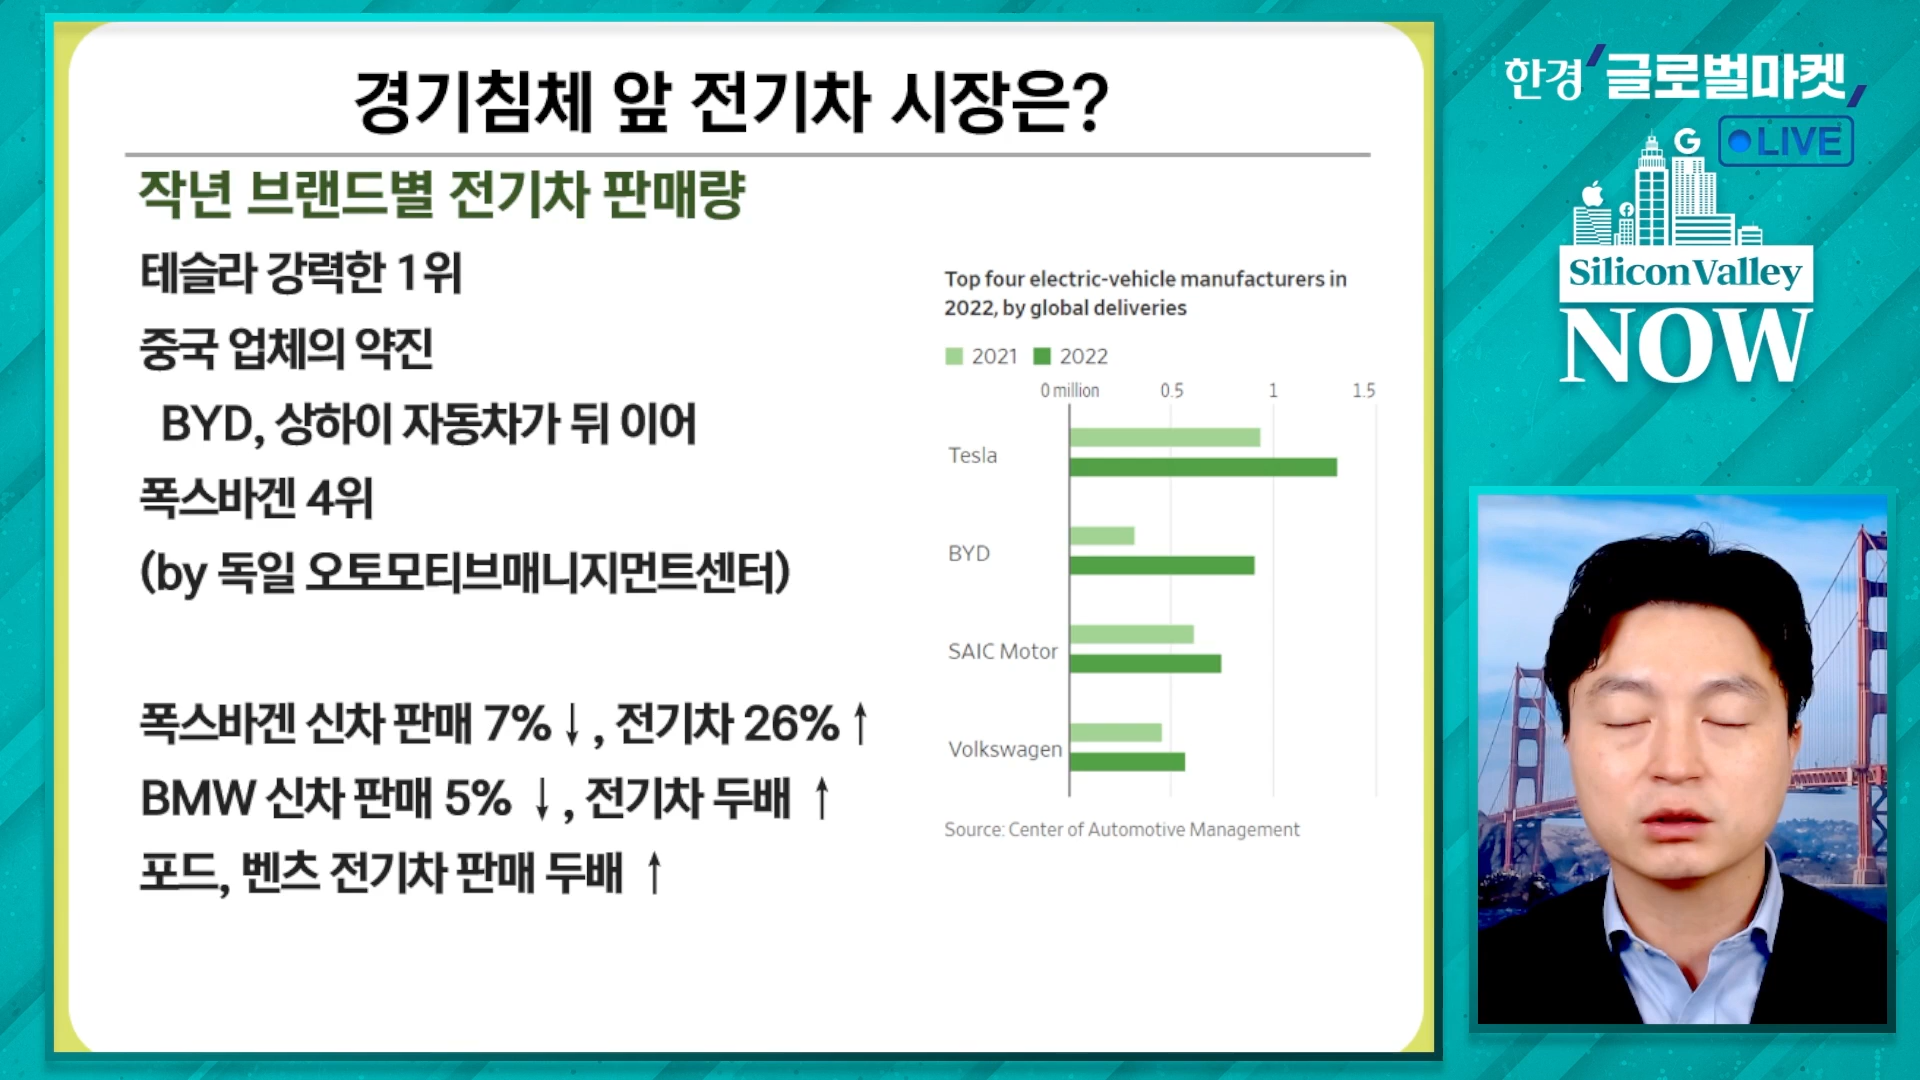 경기침체 앞 전기차 시장은?
작년 브랜드별 전기차 판매량
테슬라 강력한 1위
중국 업체의 약진
BYD, 상하이 자동차가 뒤 이어
폭스바겐 4위
(by 독일 오토모티브매니지먼트센터)
폭스바겐 신차 판매 7%↓, 전기차 26%↑
BMW 신차 판매 5% ↓, 전기차 두배 ↑
포드, 벤츠 전기차 판매 두배 ↑
Top four electric-vehicle manufacturers in
2022, by global deliveries
2021 2022
0 million 0.5 1 1.5
Tesla
BYD
SAIC Motor
Volkswagen
Source: Center of Automotive Management
한경 글로벌마켓
LIVE
G
Silicon Valley
NOW